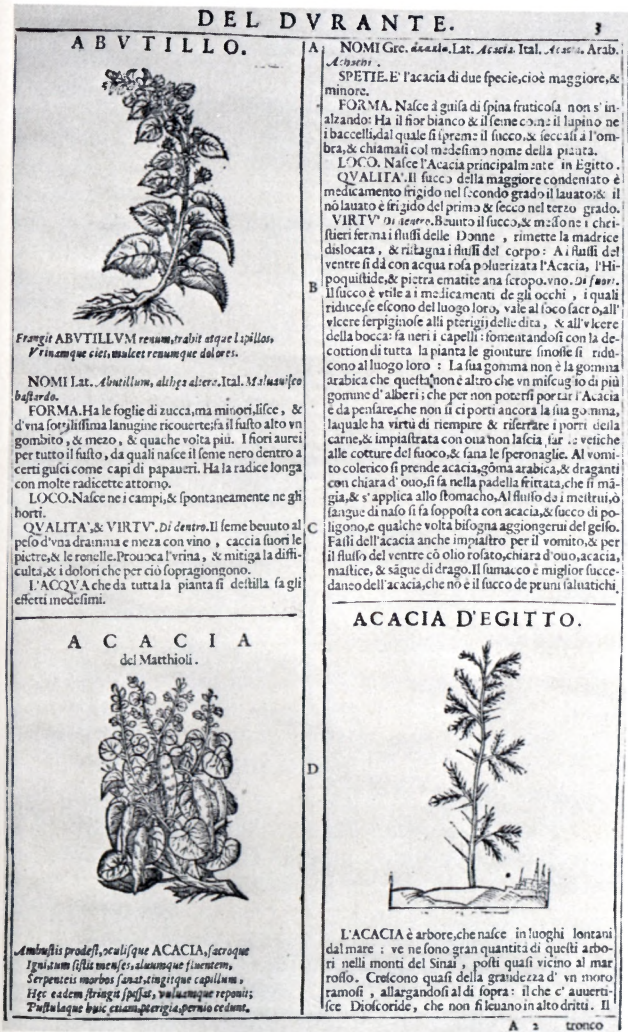 DEL DVRANTE.
3
ABVTILLO.
Frangit ABVTILLVM renum, trahit atque lapillos,
Vrinamque ciet, mulcet renumque dolores.
NOMI Lat. Abutillum, althęa altera. Ital. Maluauiſco
baſtardo.
FORMA. Ha le foglie di zucca, ma minori, liſce, &
d'vna ſottiliſſima lanugine ricouerte; fa il fuſto alto vn
gombito, & mezo, & quache volta più. I fiori aurei
per tutto il fuſto, da quali naſce il ſeme nero dentro a
certi guſci come capi di papaueri. Ha la radice longa
con molte radicette attorno.
LOCO. Naſce ne i campi, & ſpontaneamente ne gli
horti.
QVALITA', & VIRTV'. Di dentro. Il ſeme beuuto al
peſo d'vna dramma e meza con vino, caccia fuori le
pietre, & le renelle. Prouoca l'vrina, & mitiga la diffi-
cultà, & i dolori che per ciò ſopragiongono.
L'ACQVA che da tutta la pianta ſi deſtilla fa gli
effetti medeſimi.
ACACIA
del Matthioli.
Ambuſtis prodeſt, oculiſque ACACIA, ſacroque
Igni, tum ſiſtit menſes, aluumque fluentem,
Serpenteis morbos ſanat, tingitque capillum,
Hęc eadem ſtringit ſpiſſat, vuluamque reponit;
Puſtulaque huic etiam, pterigia, pernio cedunt.
A
B
C
D
NOMI Gre. Lat. Acacia. Ital. Acacia. Arab.
SPETIE. E' l'acacia di due ſpecie, cioè maggiore, &
minore.
FORMA. Naſce à guiſa di ſpina fruticoſa non s'in-
alzando: Ha il fior bianco & il ſeme come il lupino ne
i baccelli, dal quale ſi ſpreme il ſucco, & ſeccaſi à l'om-
bra, & chiamaſi col medeſimo nome della pianta.
LOCO. Naſce l'Acacia principalmente in Egitto.
QVALITA'. Il ſucco della maggiore condenſato è
medicamento frigido nel ſecondo grado il lauato; & il
nō lauato è frigido del primo & ſecco nel terzo grado.
VIRTV' Di dentro. Beuuto il ſucco, & meſſo ne i chri-
ſtieri ferma i fluſſi delle Donne, rimette la madrice
dislocata, & riſtagna i fluſſi del corpo: A i fluſſi del
ventre ſi dà con acqua roſa poluerizata l'Acacia, l'Hi-
poquiſtide, & pietra ematite ana ſcropo. vno. Di fuori.
Il ſucco è vtile a i medicamenti de gli occhi, i quali
riduce, ſe eſcono del luogo loro, vale al foco ſacro, all'
vlcere ſerpiginoſe alli pterigij delle dita, & all'vlcere
della bocca: fa neri i capelli: fomentandoſi con la de-
cottion di tutta la pianta le gionture ſmoſſe ſi ridu-
cono al luogo loro: La ſua gomma non è la gomma
arabica che queſta non è altro che vn miſcuglio di più
gomme d'alberi; che per non poterſi portar l'Acacia
è da penſare, che non ſi ci porti ancora la ſua gomma,
laquale ha virtù di riempire & riſerrare i porri della
carne, & impiaſtrata con oua non laſcia far le veſiche
alle cotture del fuoco, & ſana le ſperonaglie. Al vomi-
to colerico ſi prende acacia, gōma arabica, & draganti
con chiara d'ouo, ſi fa nella padella frittata, che ſi mā-
gia, & s'applica allo ſtomacho, Al fluſſo de i meſtrui, ò
ſangue di naſo ſi fa ſoppoſta con acacia, & ſucco di po-
ligono, e qualche volta biſogna aggiongerui del geſſo.
Faſſi dell'acacia anche impiaſtro per il vomito, & per
il fluſſo del ventre cō olio roſato, chiara d'ouo, acacia,
maſtice, & sāgue di drago. Il ſumacco è miglior ſucce-
daneo dell'acacia, che nō è il ſucco de pruni ſaluatichi.
ACACIA D'EGITTO.
L'ACACIA è arbore, che naſce in luoghi lontani
dal mare: ve ne ſono gran quantità di queſti arbo-
ri nelli monti del Sinai, poſti quaſi vicino al mar
roſſo. Creſcono quaſi della grandezza d'vn moro
ramoſi, allargandoſi al di ſopra: il che c'auuerti-
ſce Dioſcoride, che non ſi leuano in alto dritti. Il
A 2 tronco